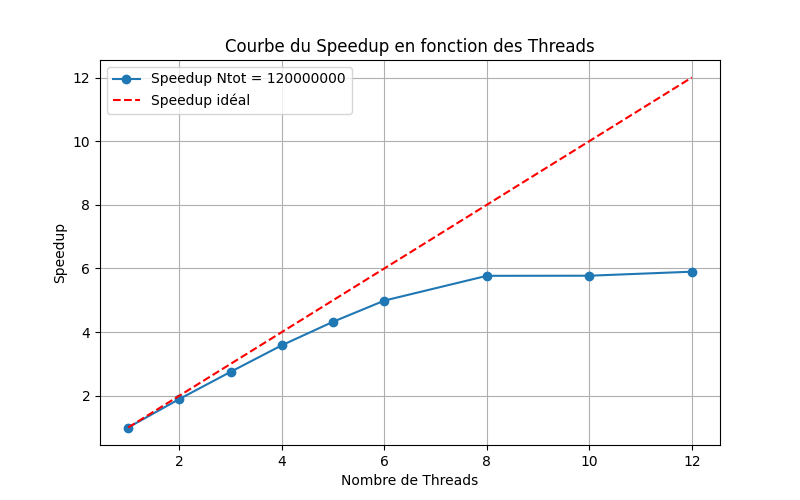 Courbe du Speedup en fonction des Threads
Speedup Ntot = 120000000
Speedup idéal
12
10
8
6
4
2
Speedup
2 4 6 8 10 12
Nombre de Threads